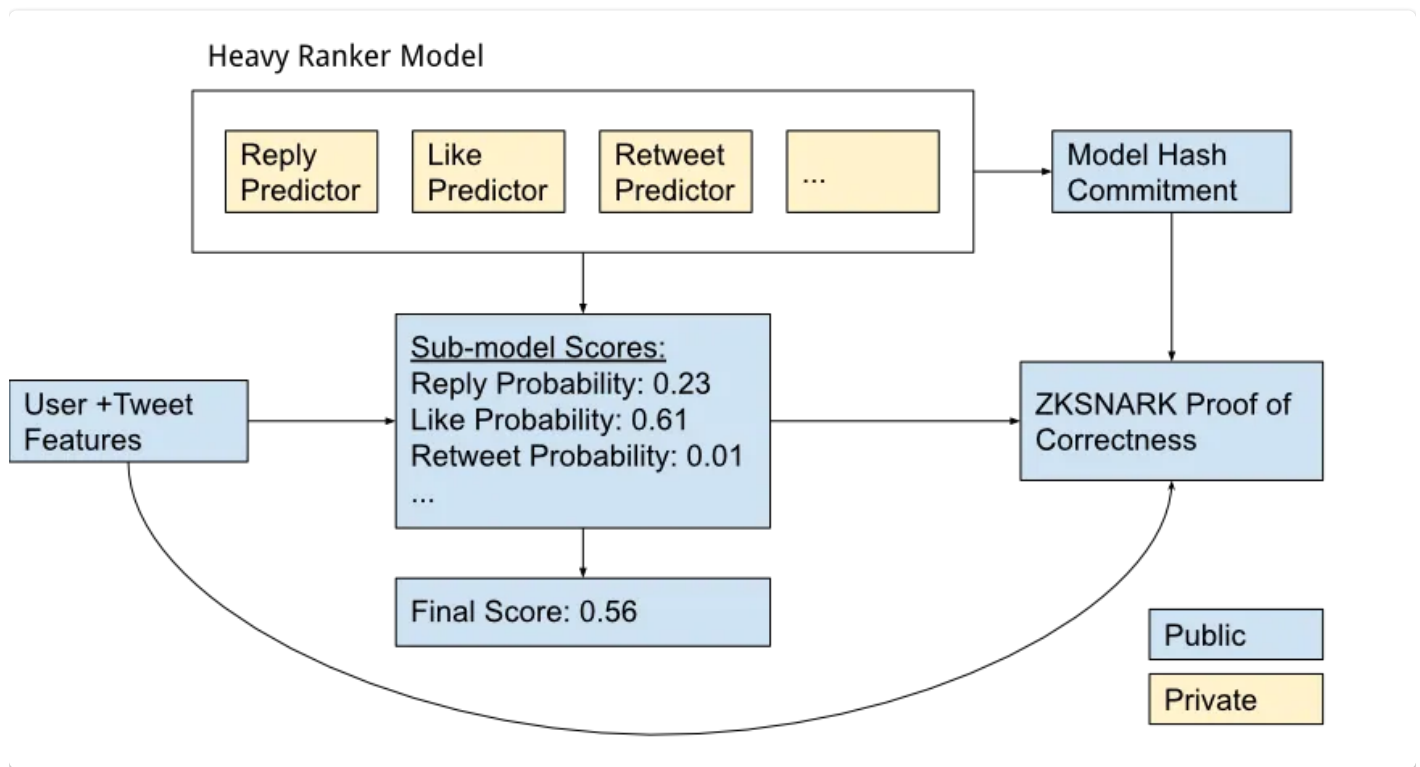 Heavy Ranker Model
Reply
Predictor
Like
Predictor
Retweet
Predictor
...
Model Hash
Commitment
Sub-model Scores:
Reply Probability: 0.23
Like Probability: 0.61
Retweet Probability: 0.01
...
User +Tweet
Features
ZKSNARK Proof of
Correctness
Final Score: 0.56
Public
Private